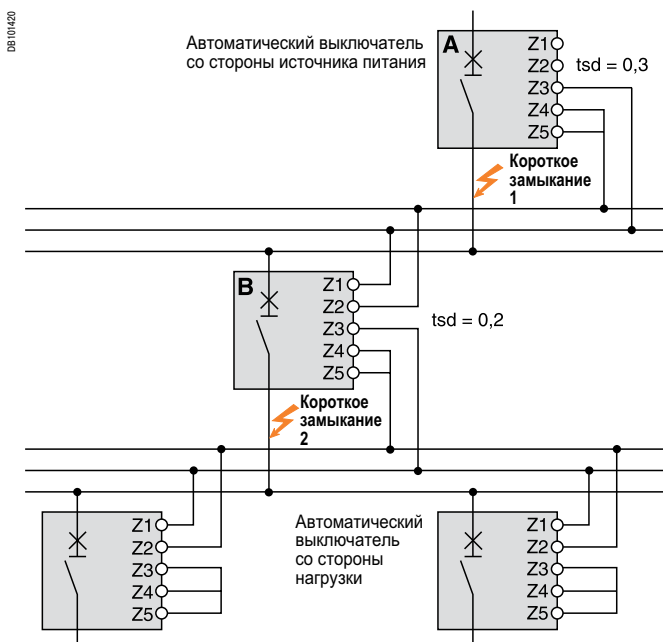 DB101420
Автоматический выключатель
со стороны источника питания
A
Z1
Z2
Z3
Z4
Z5
tsd = 0,3
Короткое
замыкание
1
B
Z1
Z2
Z3
Z4
Z5
tsd = 0,2
Короткое
замыкание
2
Z1
Z2
Z3
Z4
Z5
Автоматический
выключатель
со стороны
нагрузки
Z1
Z2
Z3
Z4
Z5